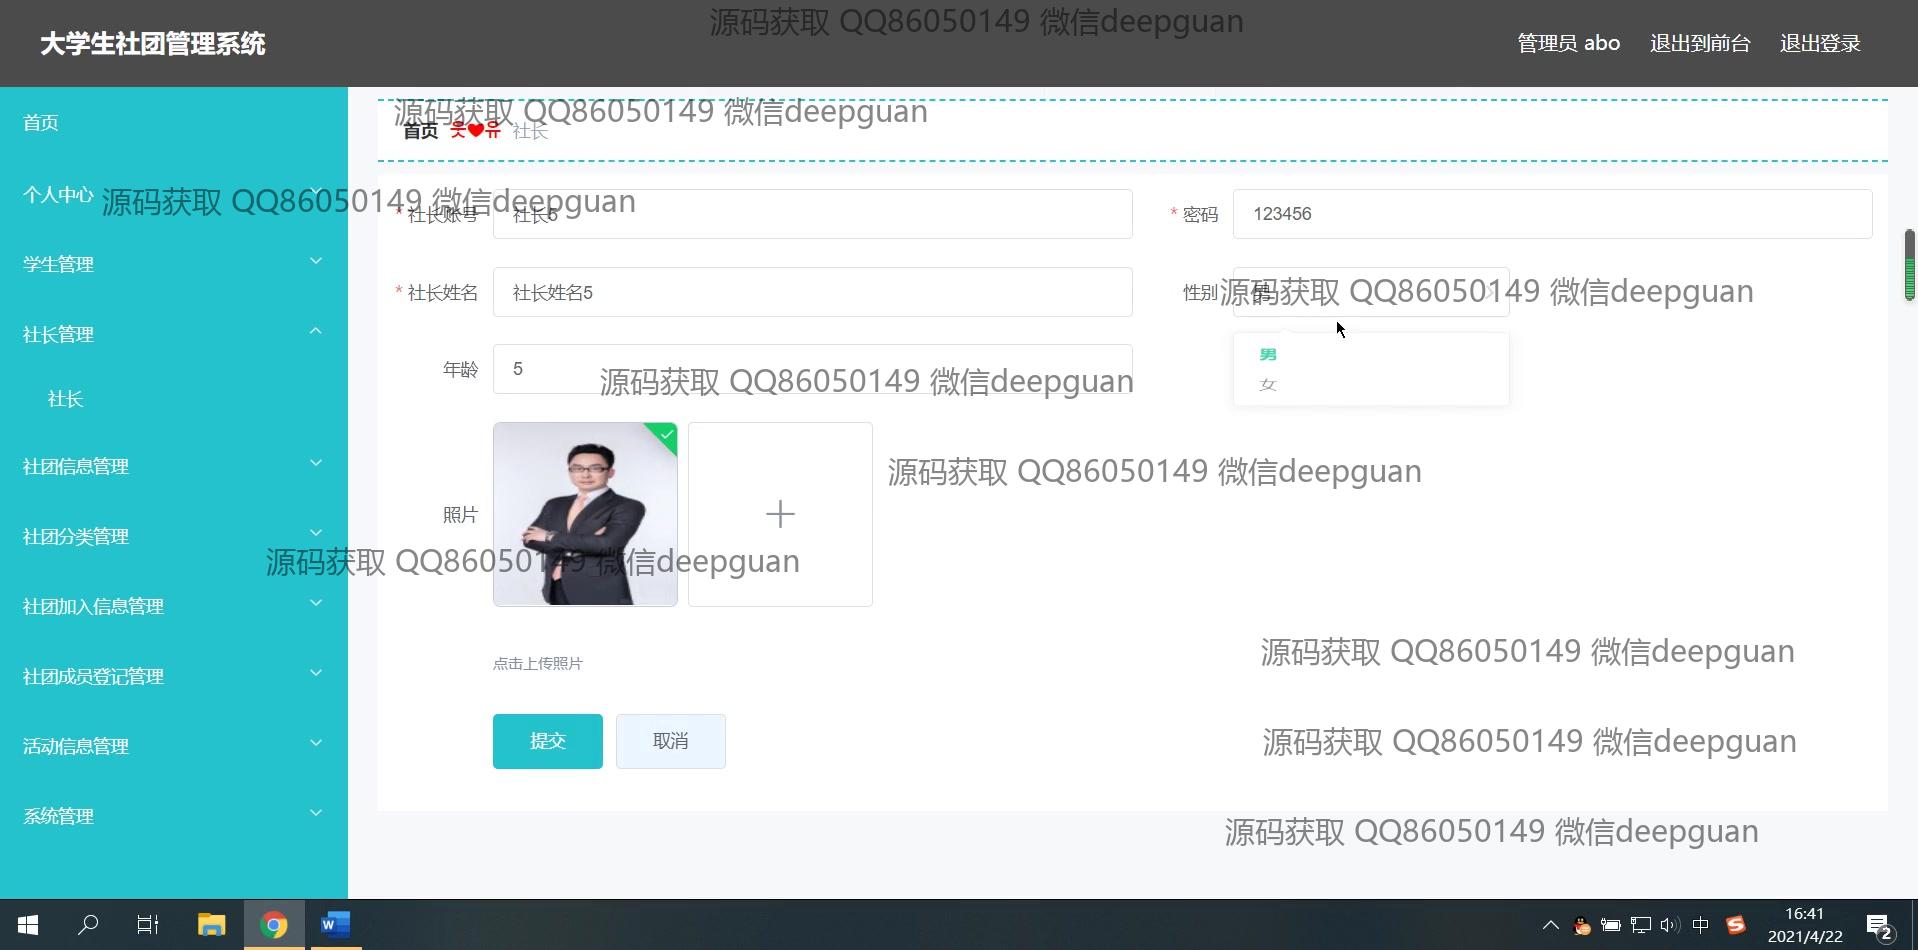 源码获取 QQ86050149 微信deepguan
大学生社团管理系统
管理员 abo 退出到前台 退出登录
源码获取 QQ86050149 微信deepguan
首页
首页 웃❤유 社长
个人中心
源码获取 QQ86050149 微信deepguan
* 社长账号 社长5
* 密码 123456
学生管理
* 社长姓名 社长姓名5
性别 男
源码获取 QQ86050149 微信deepguan
社长管理
男
年龄 5
源码获取 QQ86050149 微信deepguan
女
社长
社团信息管理
源码获取 QQ86050149 微信deepguan
照片
社团分类管理
源码获取 QQ86050149 微信deepguan
社团加入信息管理
源码获取 QQ86050149 微信deepguan
点击上传照片
社团成员登记管理
提交 取消
活动信息管理
源码获取 QQ86050149 微信deepguan
系统管理
源码获取 QQ86050149 微信deepguan
W
中
S
16:41
2021/4/22
2